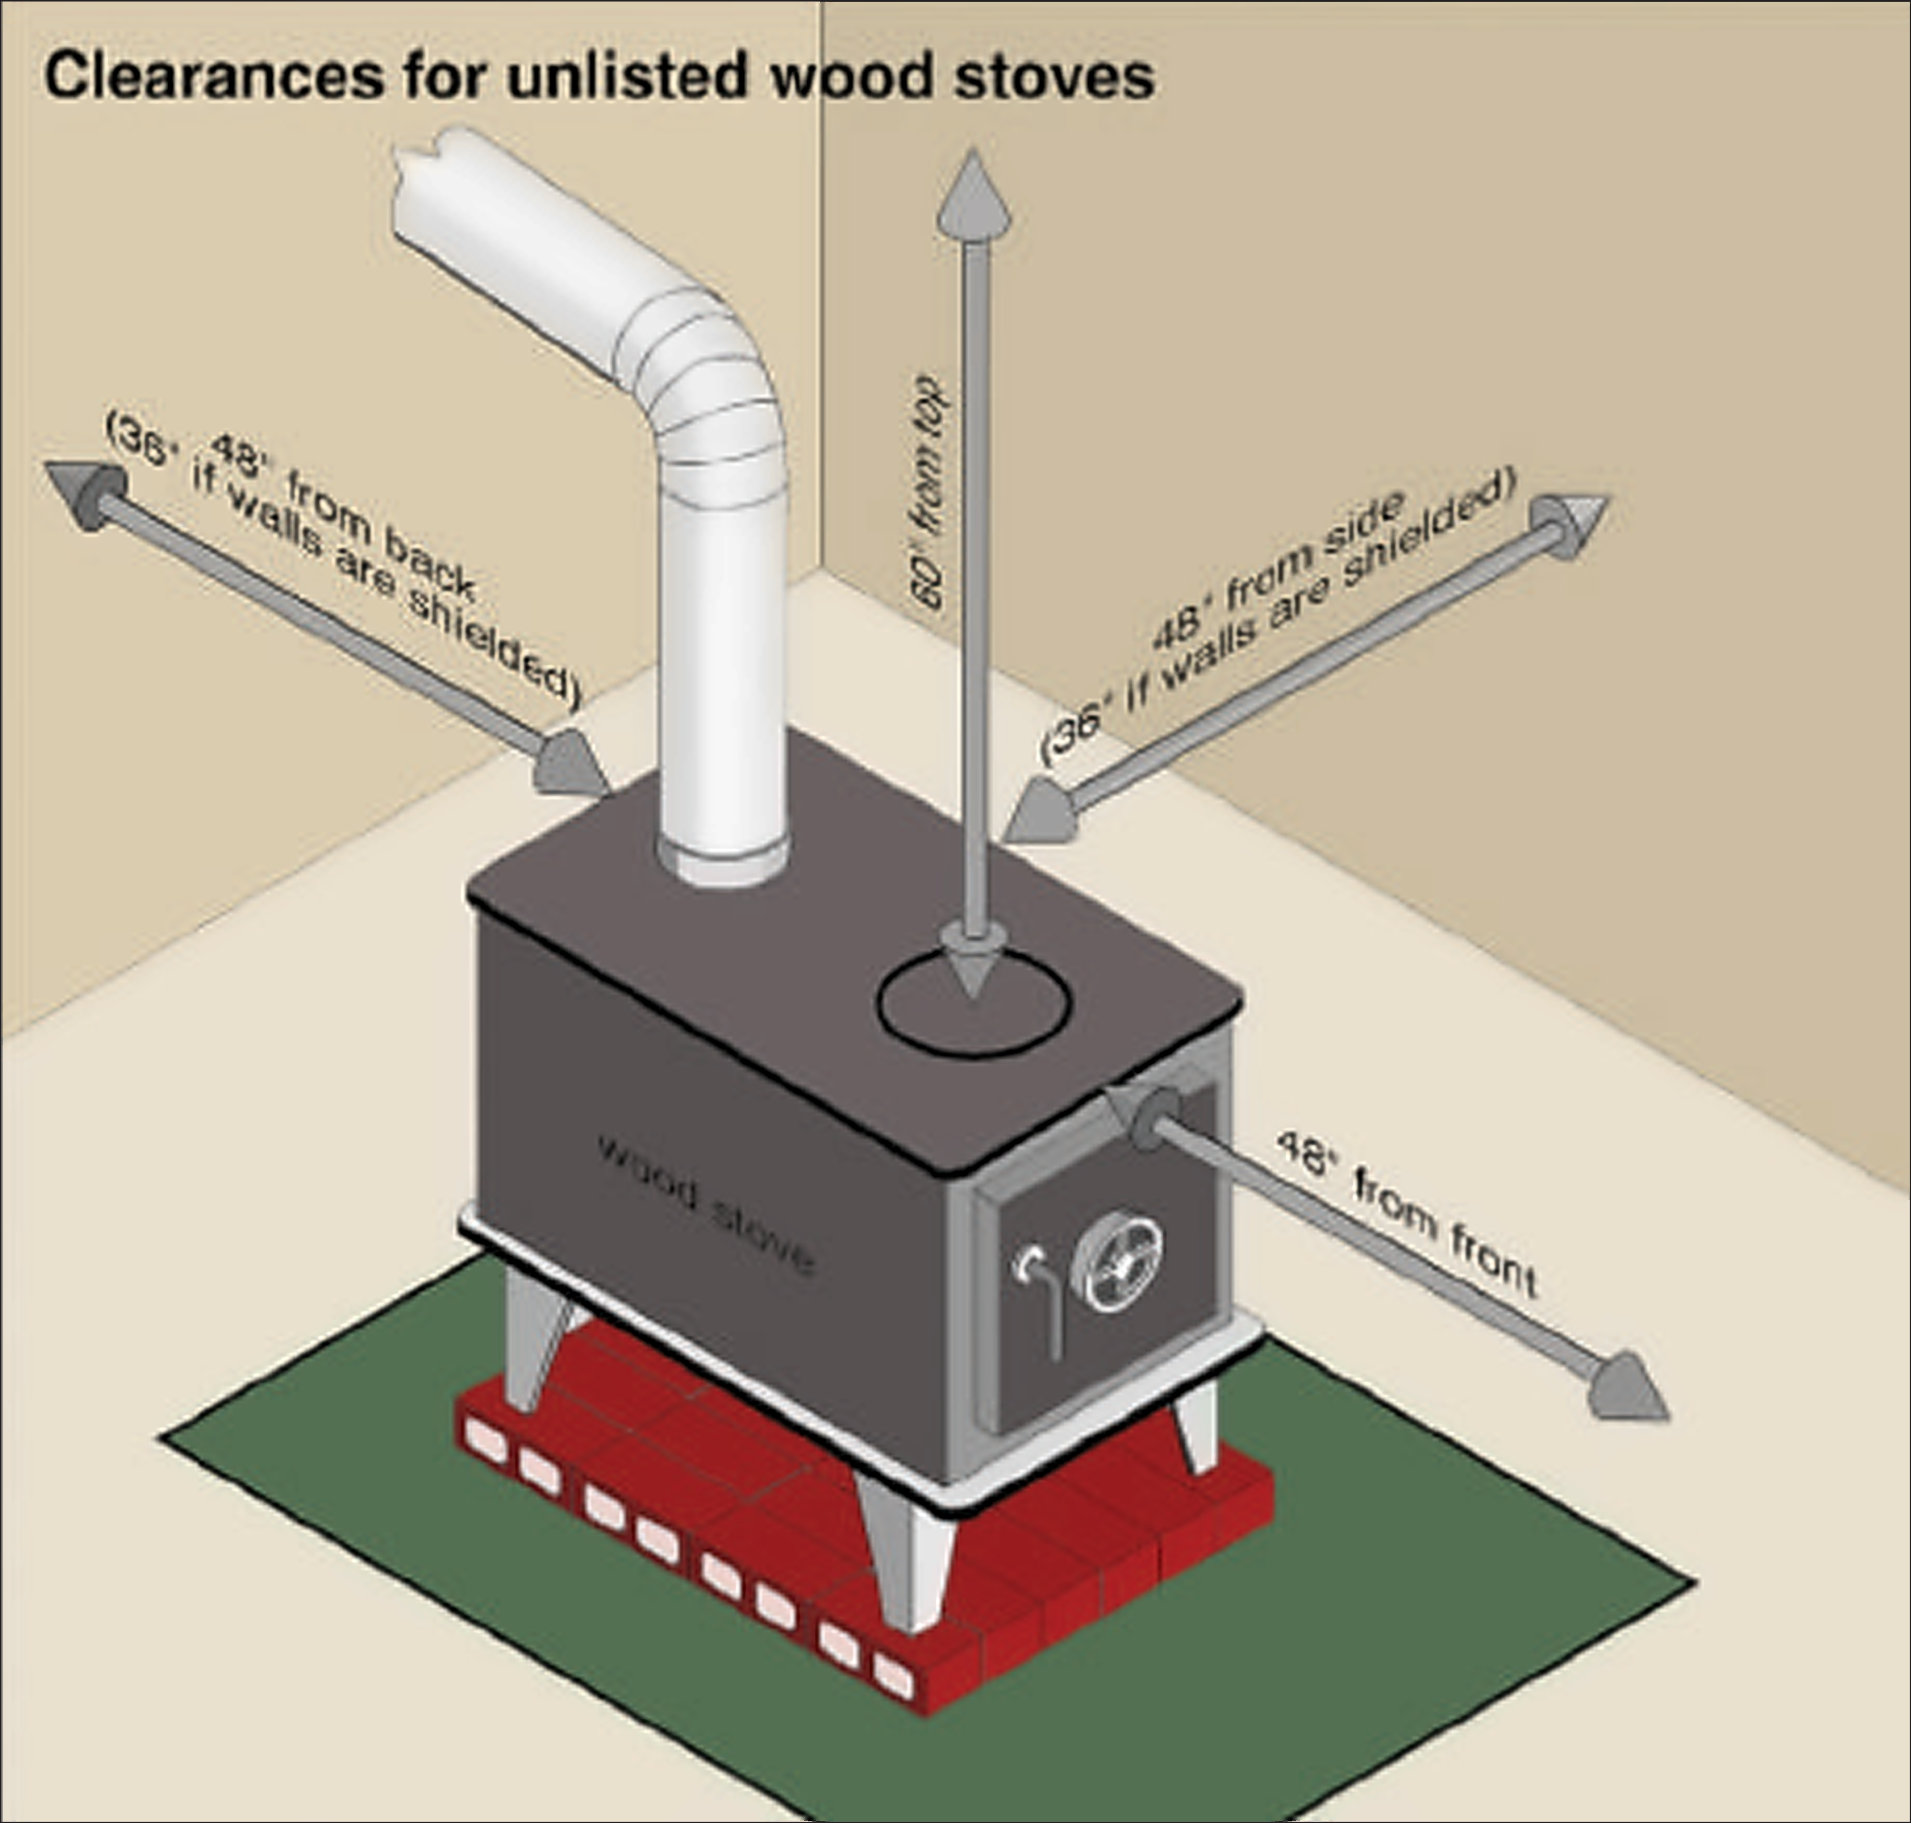 Clearances for unlisted wood stoves
48" from back
(36" if walls are shielded)
60" from top
48" from side
(36" if walls are shielded)
48" from front
wood stove